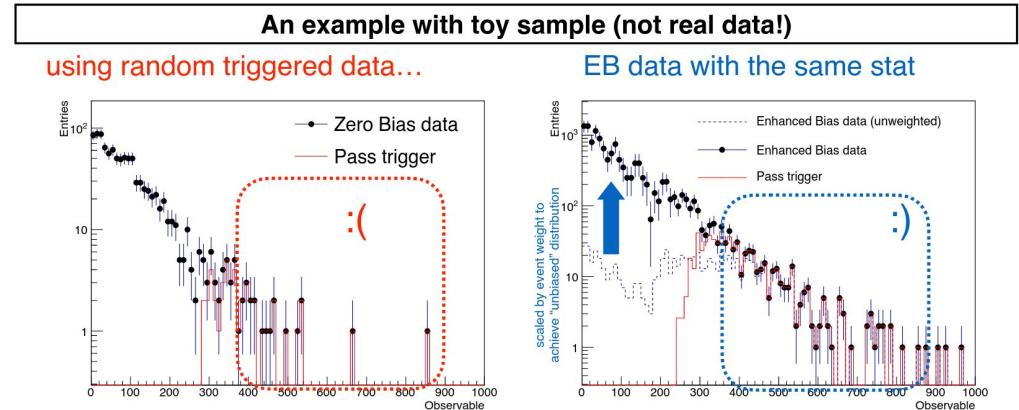 An example with toy sample (not real data!)
using random triggered data…
EB data with the same stat
Entries
10²
10
1
Zero Bias data
Pass trigger
:(
0 100 200 300 400 500 600 700 800 900 1000
Observable
scaled by event weight to
achieve “unbiased” distribution
Entries
10³
10²
10
1
Enhanced Bias data (unweighted)
Enhanced Bias data
Pass trigger
:)
0 100 200 300 400 500 600 700 800 900 1000
Observable